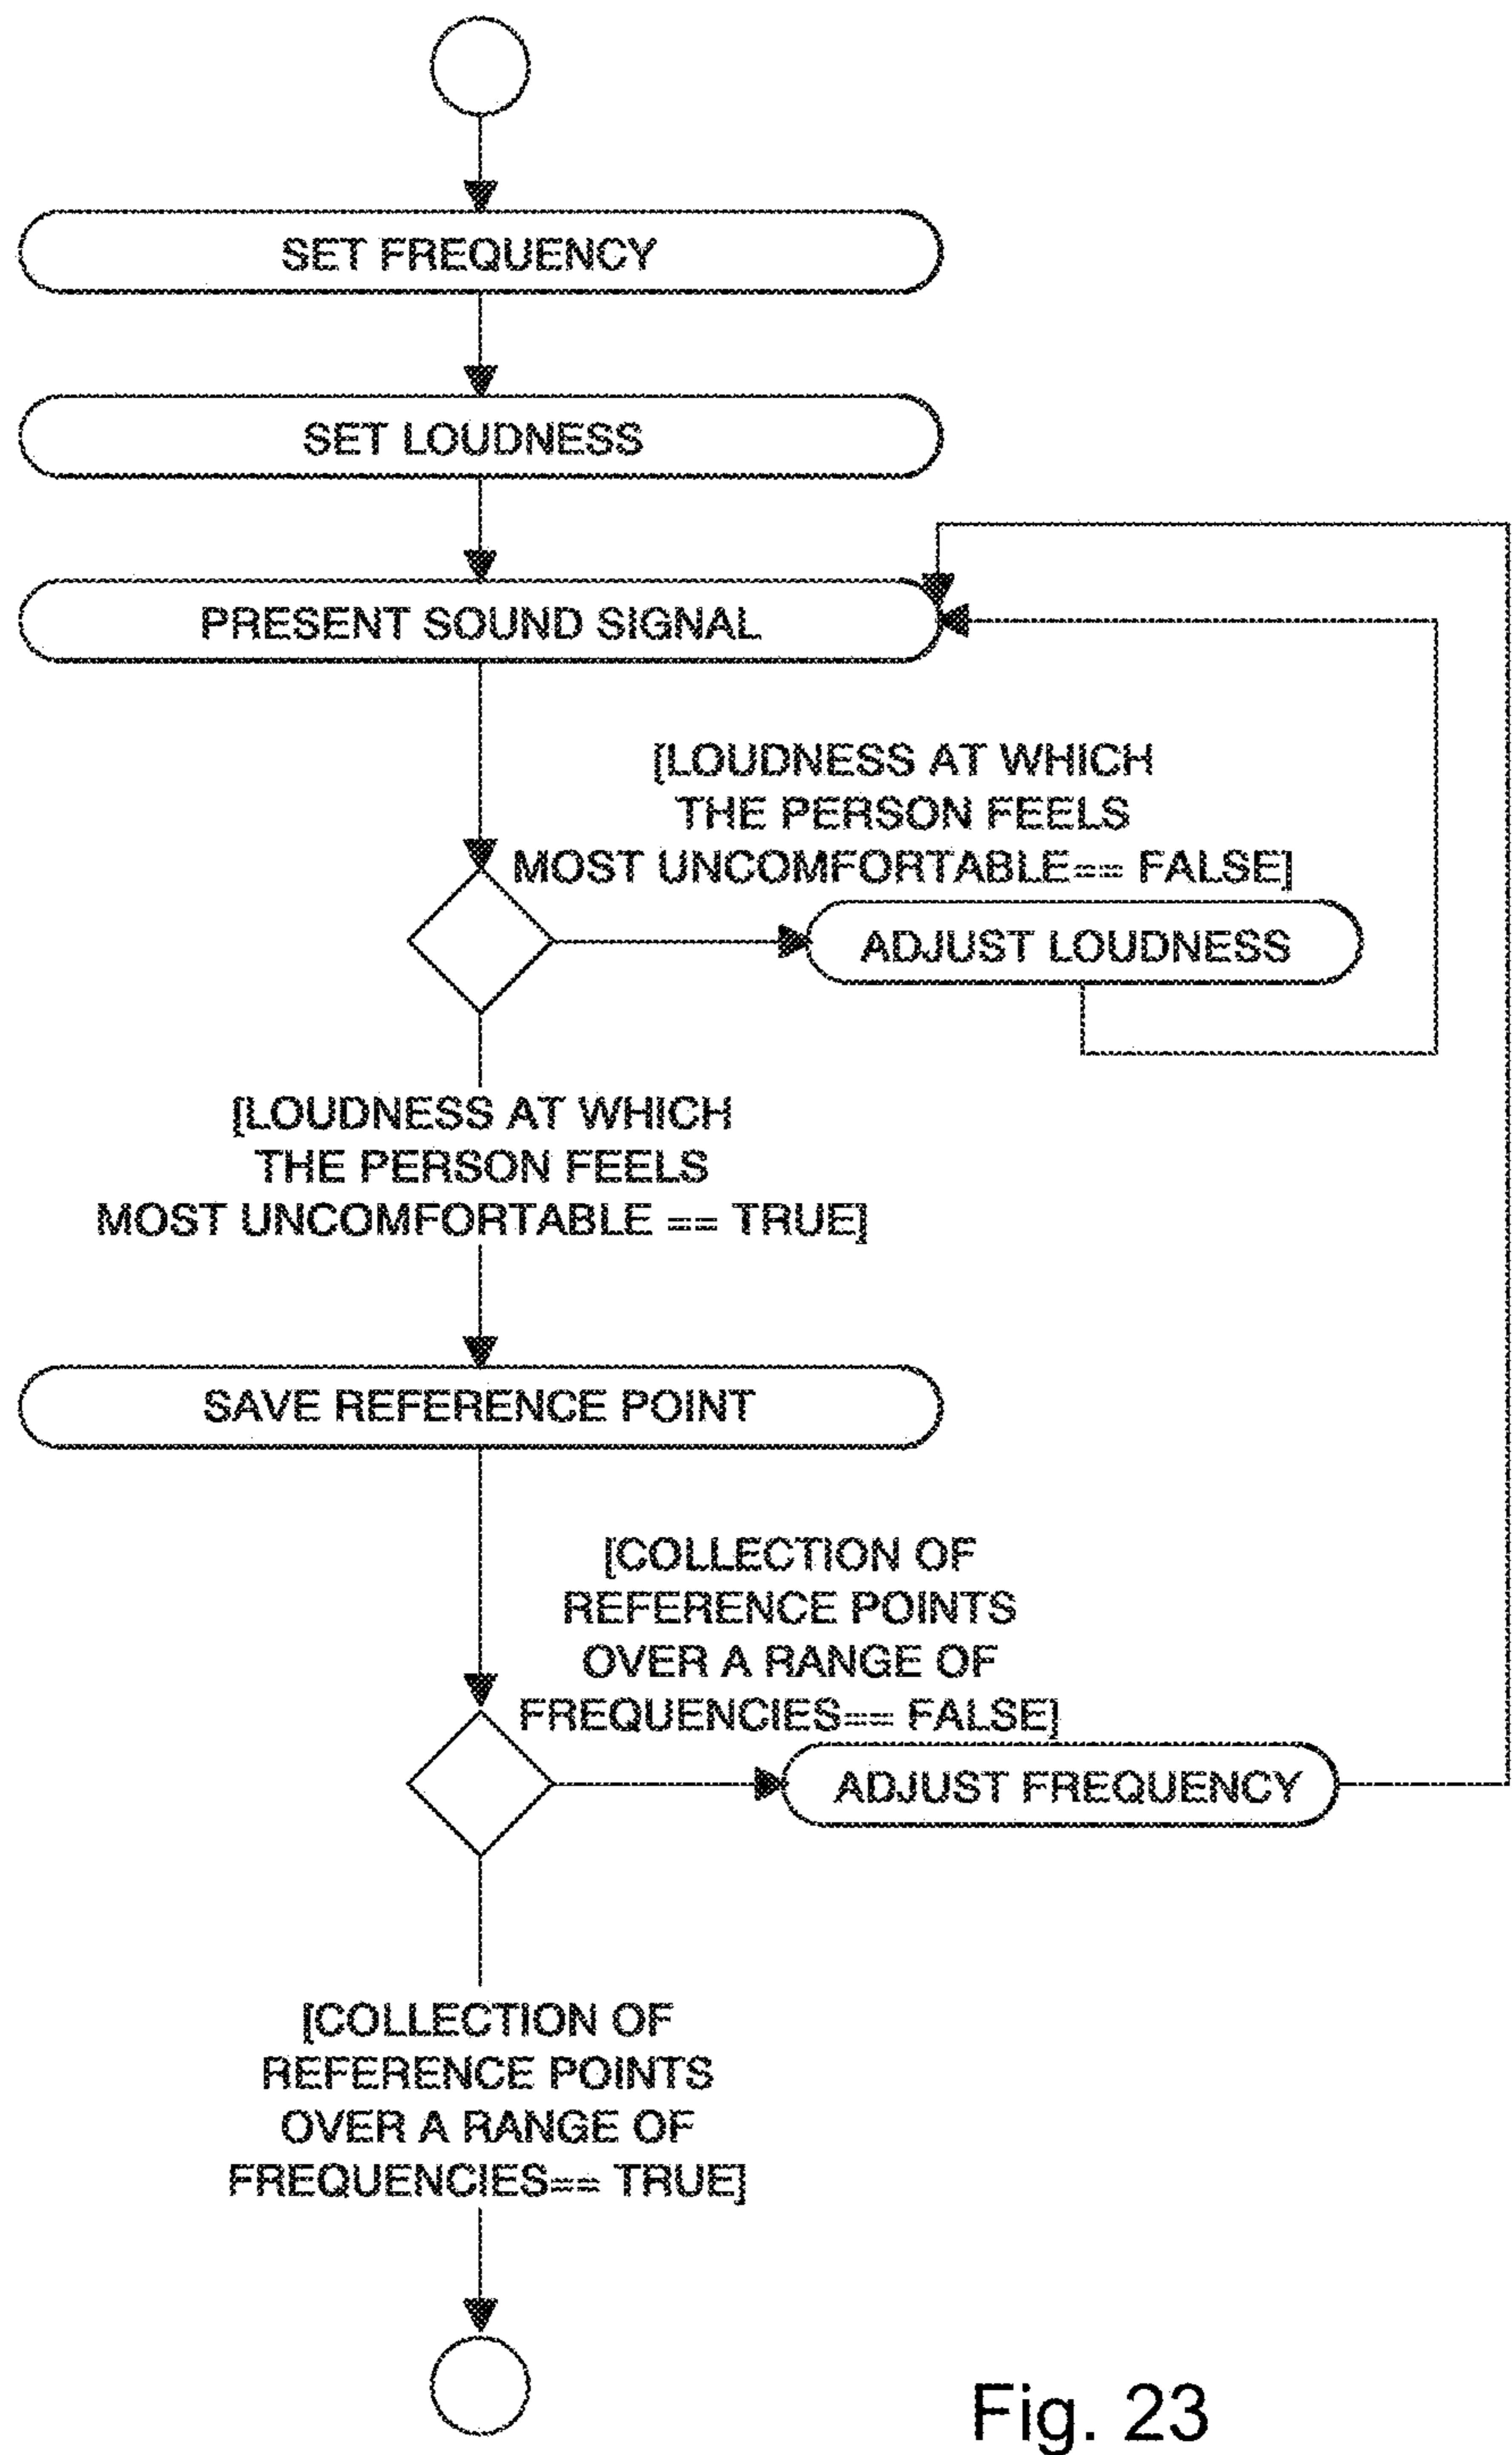 SET FREQUENCY
SET LOUDNESS
PRESENT SOUND SIGNAL
[LOUDNESS AT WHICH
THE PERSON FEELS
MOST UNCOMFORTABLE== FALSE]
ADJUST LOUDNESS
[LOUDNESS AT WHICH
THE PERSON FEELS
MOST UNCOMFORTABLE == TRUE]
SAVE REFERENCE POINT
[COLLECTION OF
REFERENCE POINTS
OVER A RANGE OF
FREQUENCIES== FALSE]
ADJUST FREQUENCY
[COLLECTION OF
REFERENCE POINTS
OVER A RANGE OF
FREQUENCIES== TRUE]
Fig. 23